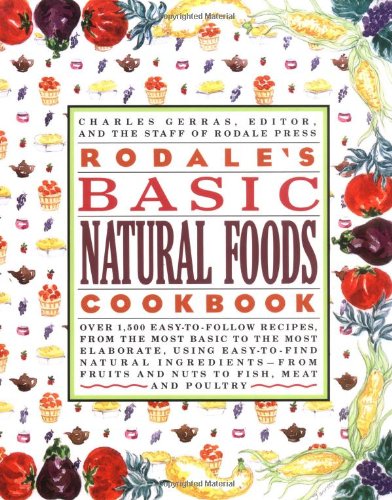 CHARLES GERRAS, EDITOR,
AND THE STAFF OF RODALE PRESS
RODALE'S
BASIC
NATURAL FOODS
COOKBOOK
OVER 1,500 EASY-TO-FOLLOW RECIPES,
FROM THE MOST BASIC TO THE MOST
ELABORATE, USING EASY-TO-FIND
NATURAL INGREDIENTS—FROM
FRUITS AND NUTS TO FISH, MEAT
AND POULTRY
Copyrighted Material
Copyrighted Material